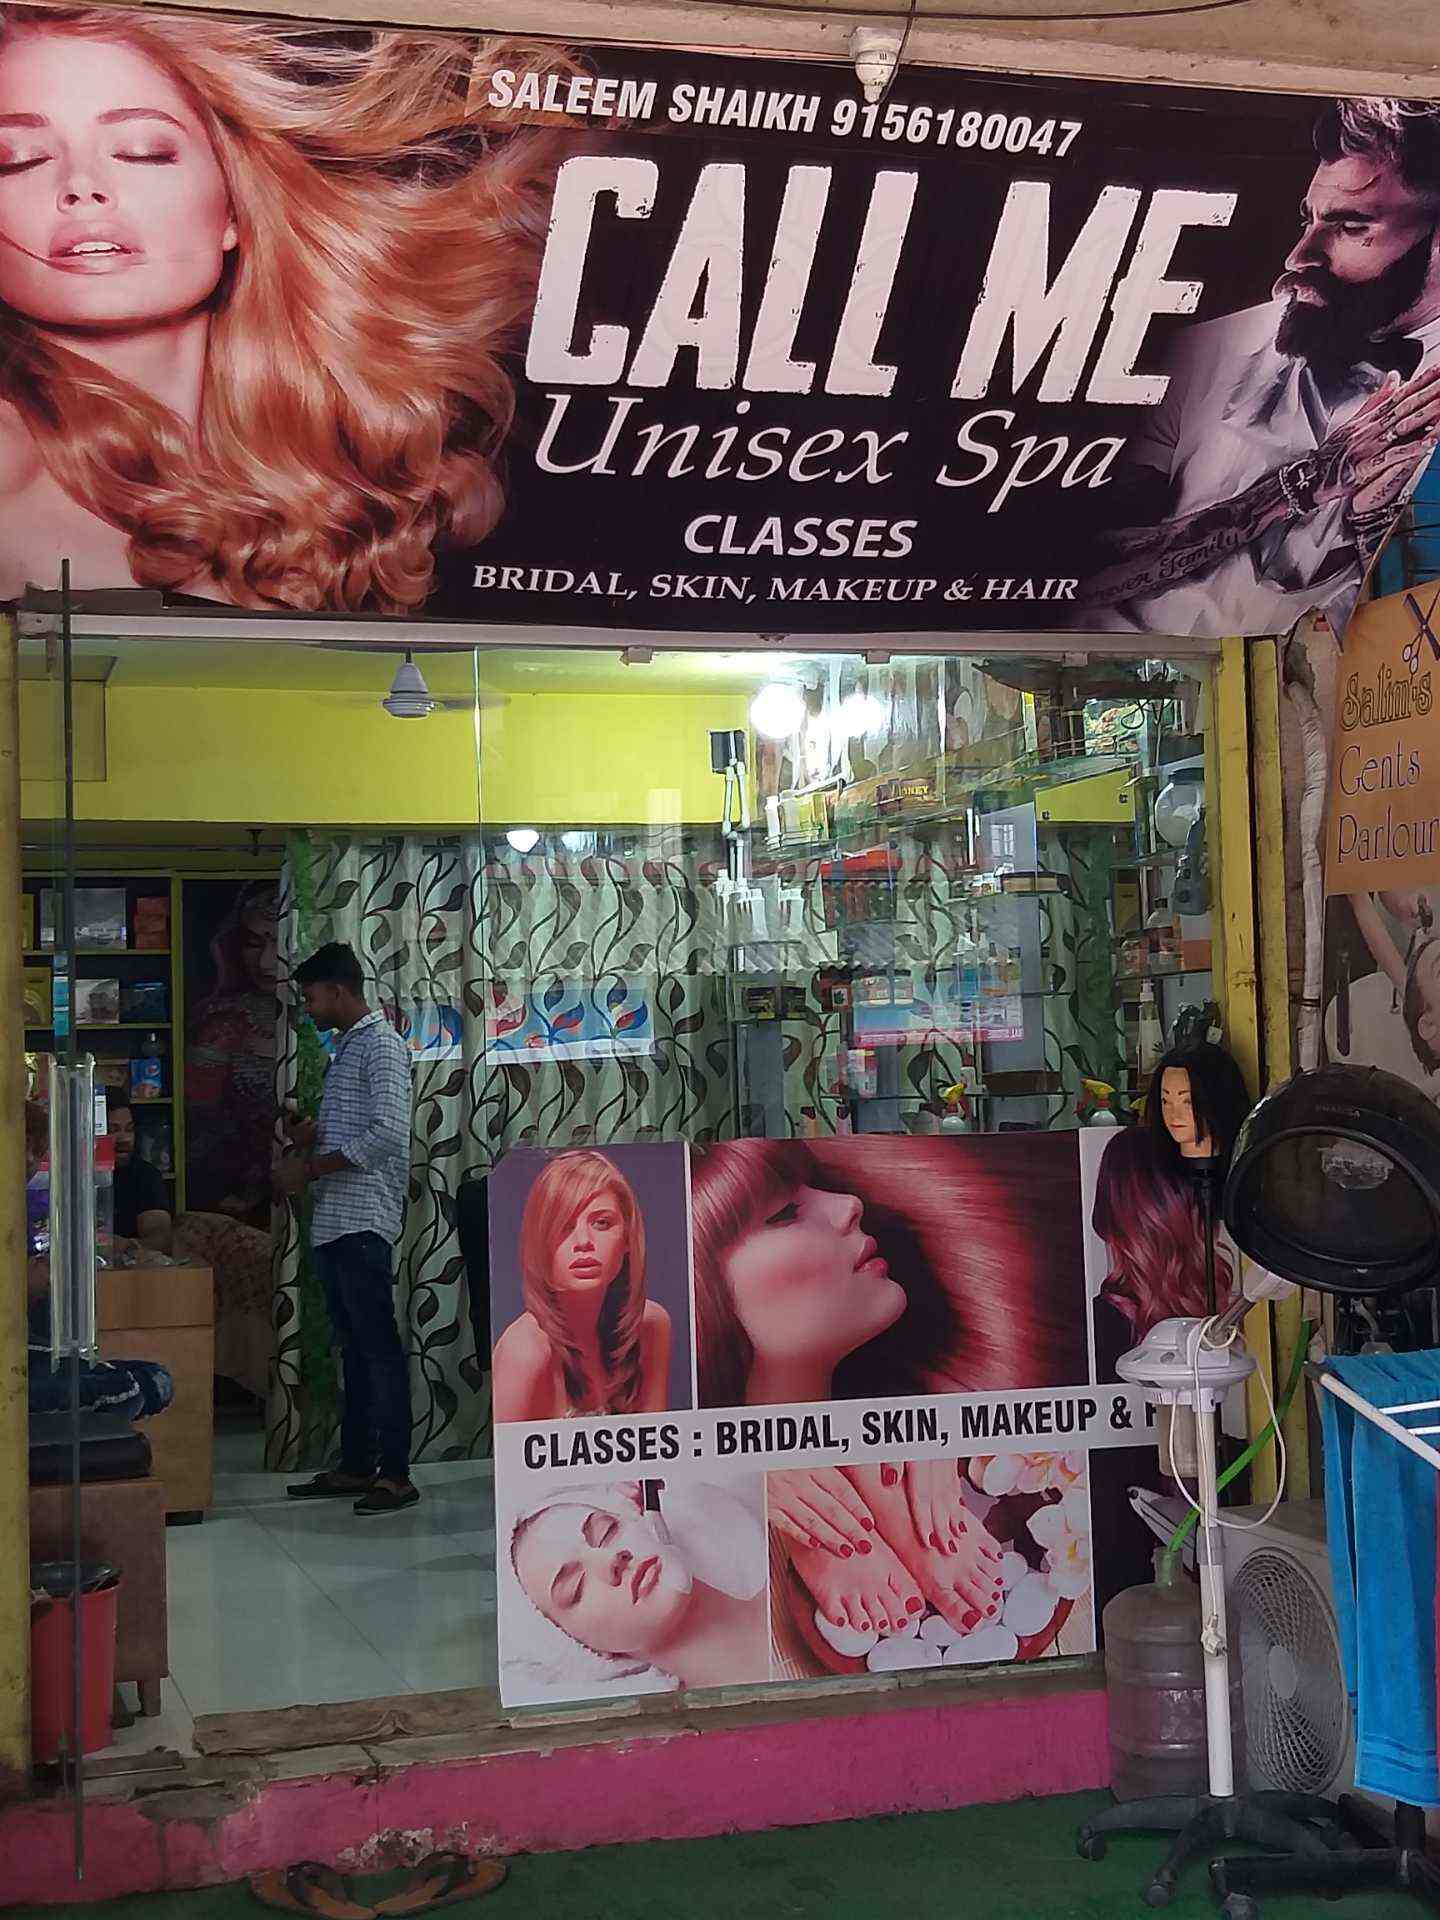 SALEEM SHAIKH 9156180047
CALL ME
Unisex Spa
CLASSES
BRIDAL, SKIN, MAKEUP & HAIR
Salim's
Gents
Parlour
CLASSES : BRIDAL, SKIN, MAKEUP & H